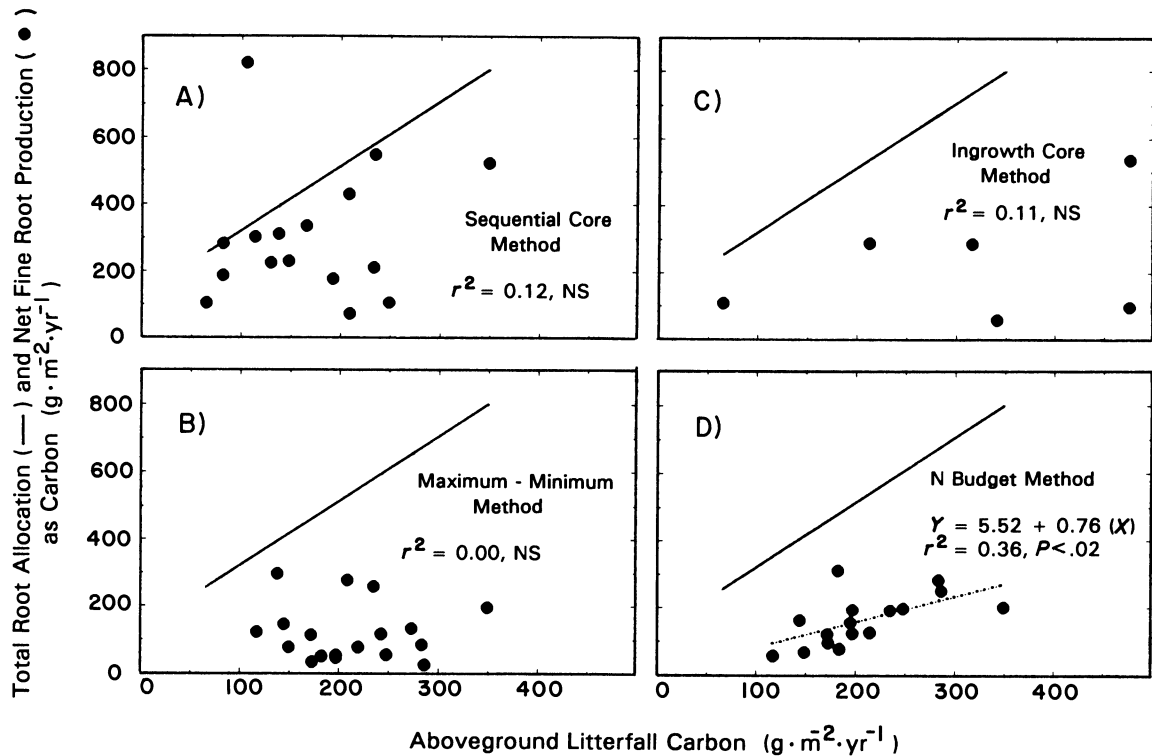 Total Root Allocation (—) and Net Fine Root Production (●)
as Carbon (g·m⁻²·yr⁻¹)
800
600
400
200
0
A)
Sequential Core
Method
r² = 0.12, NS
C)
Ingrowth Core
Method
r² = 0.11, NS
800
600
400
200
0
B)
Maximum - Minimum
Method
r² = 0.00, NS
D)
N Budget Method
Y = 5.52 + 0.76 (X)
r² = 0.36, P<.02
0 100 200 300 400
0 100 200 300 400
Aboveground Litterfall Carbon (g·m⁻²·yr⁻¹)